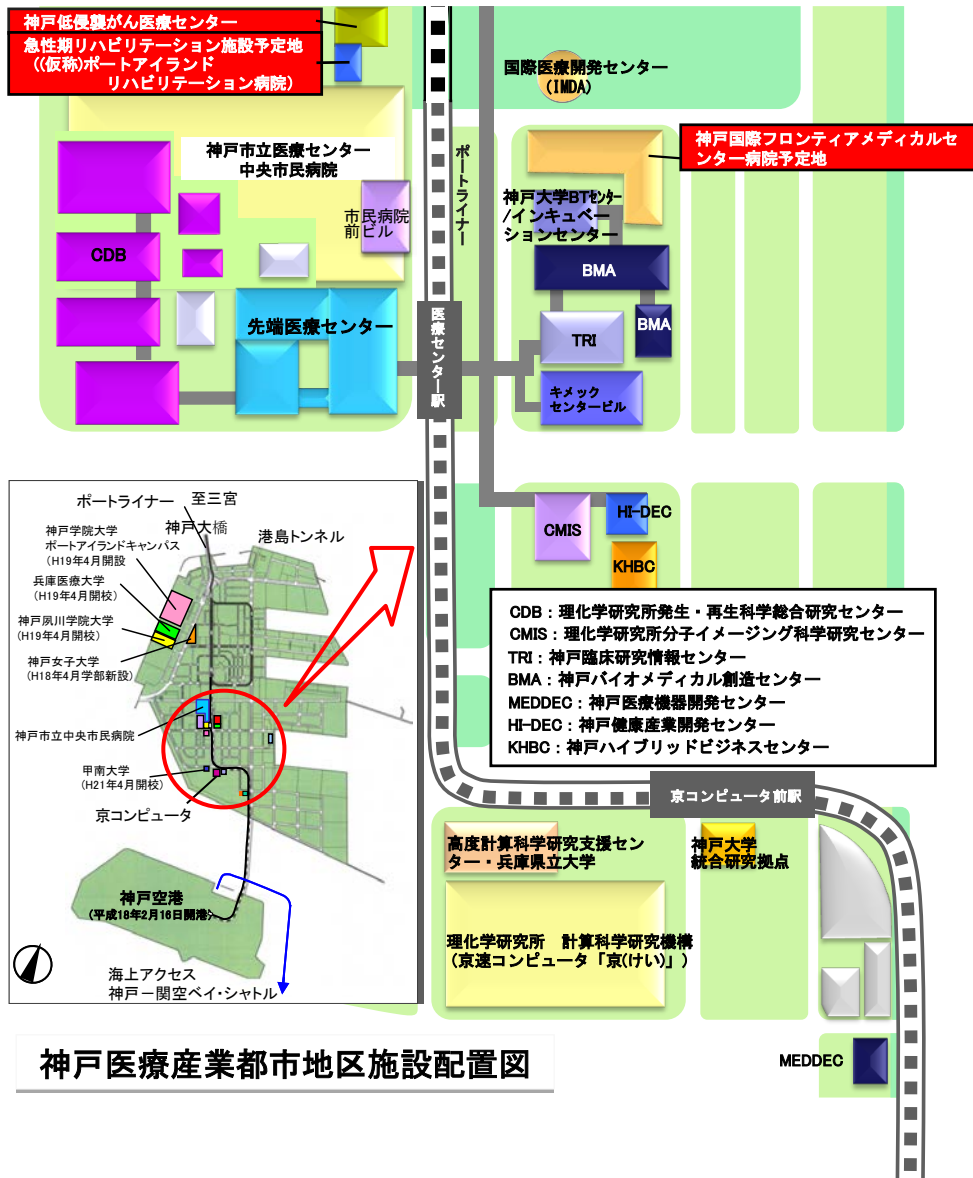 神戸低侵襲がん医療センター
急性期リハビリテーション施設予定地
((仮称)ポートアイランド
リハビリテーション病院)
国際医療開発センター
(IMDA)
神戸国際フロンティアメディカルセ
ンター病院予定地
神戸市立医療センター
中央市民病院
市民病院
前ビル
ポートライナー
神戸大学BTセンター
/インキュベー
ションセンター
CDB
BMA
BMA
TRI
先端医療センター
医療センター駅
キメック
センタービル
CMIS
HI-DEC
KHBC
CDB：理化学研究所発生・再生科学総合研究センター
CMIS：理化学研究所分子イメージング科学研究センター
TRI：神戸臨床研究情報センター
BMA：神戸バイオメディカル創造センター
MEDDEC：神戸医療機器開発センター
HI-DEC：神戸健康産業開発センター
KHBC：神戸ハイブリッドビジネスセンター
ポートライナー
至三宮
神戸大橋
港島トンネル
神戸学院大学
ポートアイランドキャンパス
(H19年4月開設
兵庫医療大学
(H19年4月開校)
神戸夙川学院大学
(H19年4月開校)
神戸女子大学
(H18年4月学部新設)
神戸市立中央市民病院
甲南大学
(H21年4月開校)
京コンピュータ
神戸空港
(平成18年2月16日開港)
海上アクセス
神戸－関空ベイ・シャトル
京コンピュータ前駅
高度計算科学研究支援セン
ター・兵庫県立大学
神戸大学
統合研究拠点
理化学研究所　計算科学研究機構
(京速コンピュータ「京(けい)」)
MEDDEC
神戸医療産業都市地区施設配置図